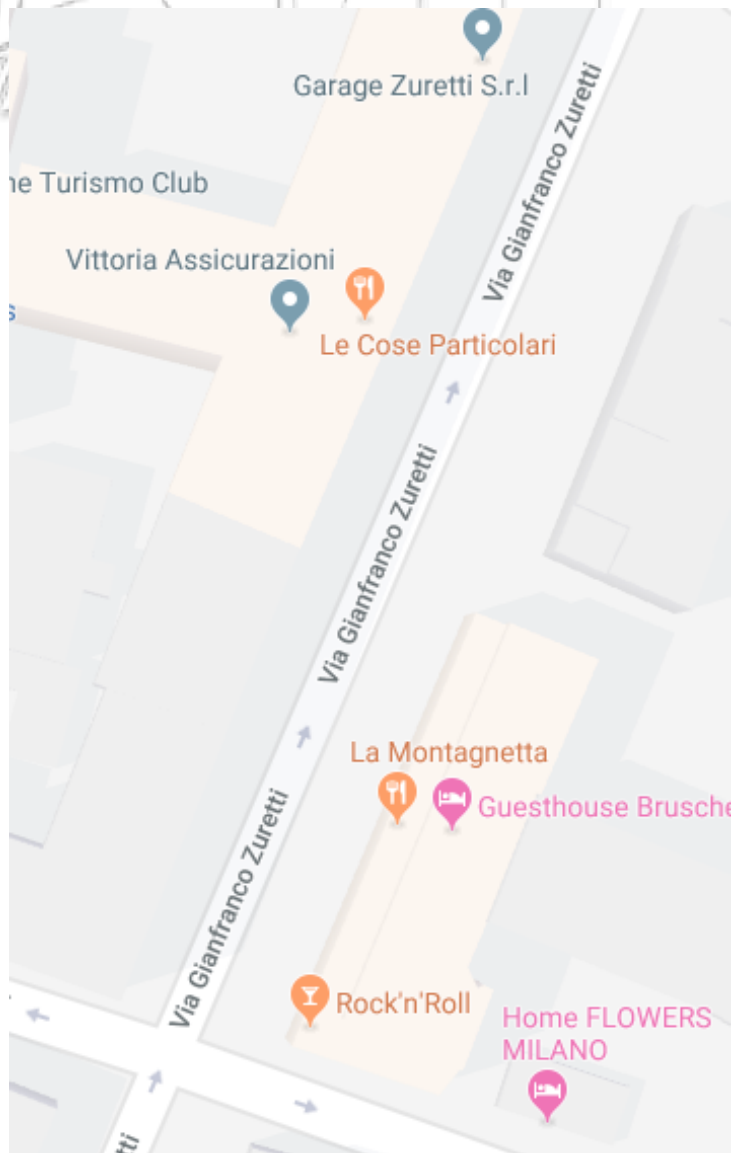 Garage Zuretti S.r.l
Via Gianfranco Zuretti
Turismo Club
Vittoria Assicurazioni
Le Cose Particolari
Via Gianfranco Zuretti
La Montagnetta
Guesthouse Brusche
Via Gianfranco Zuretti
Rock'n'Roll
Home FLOWERS
MILANO